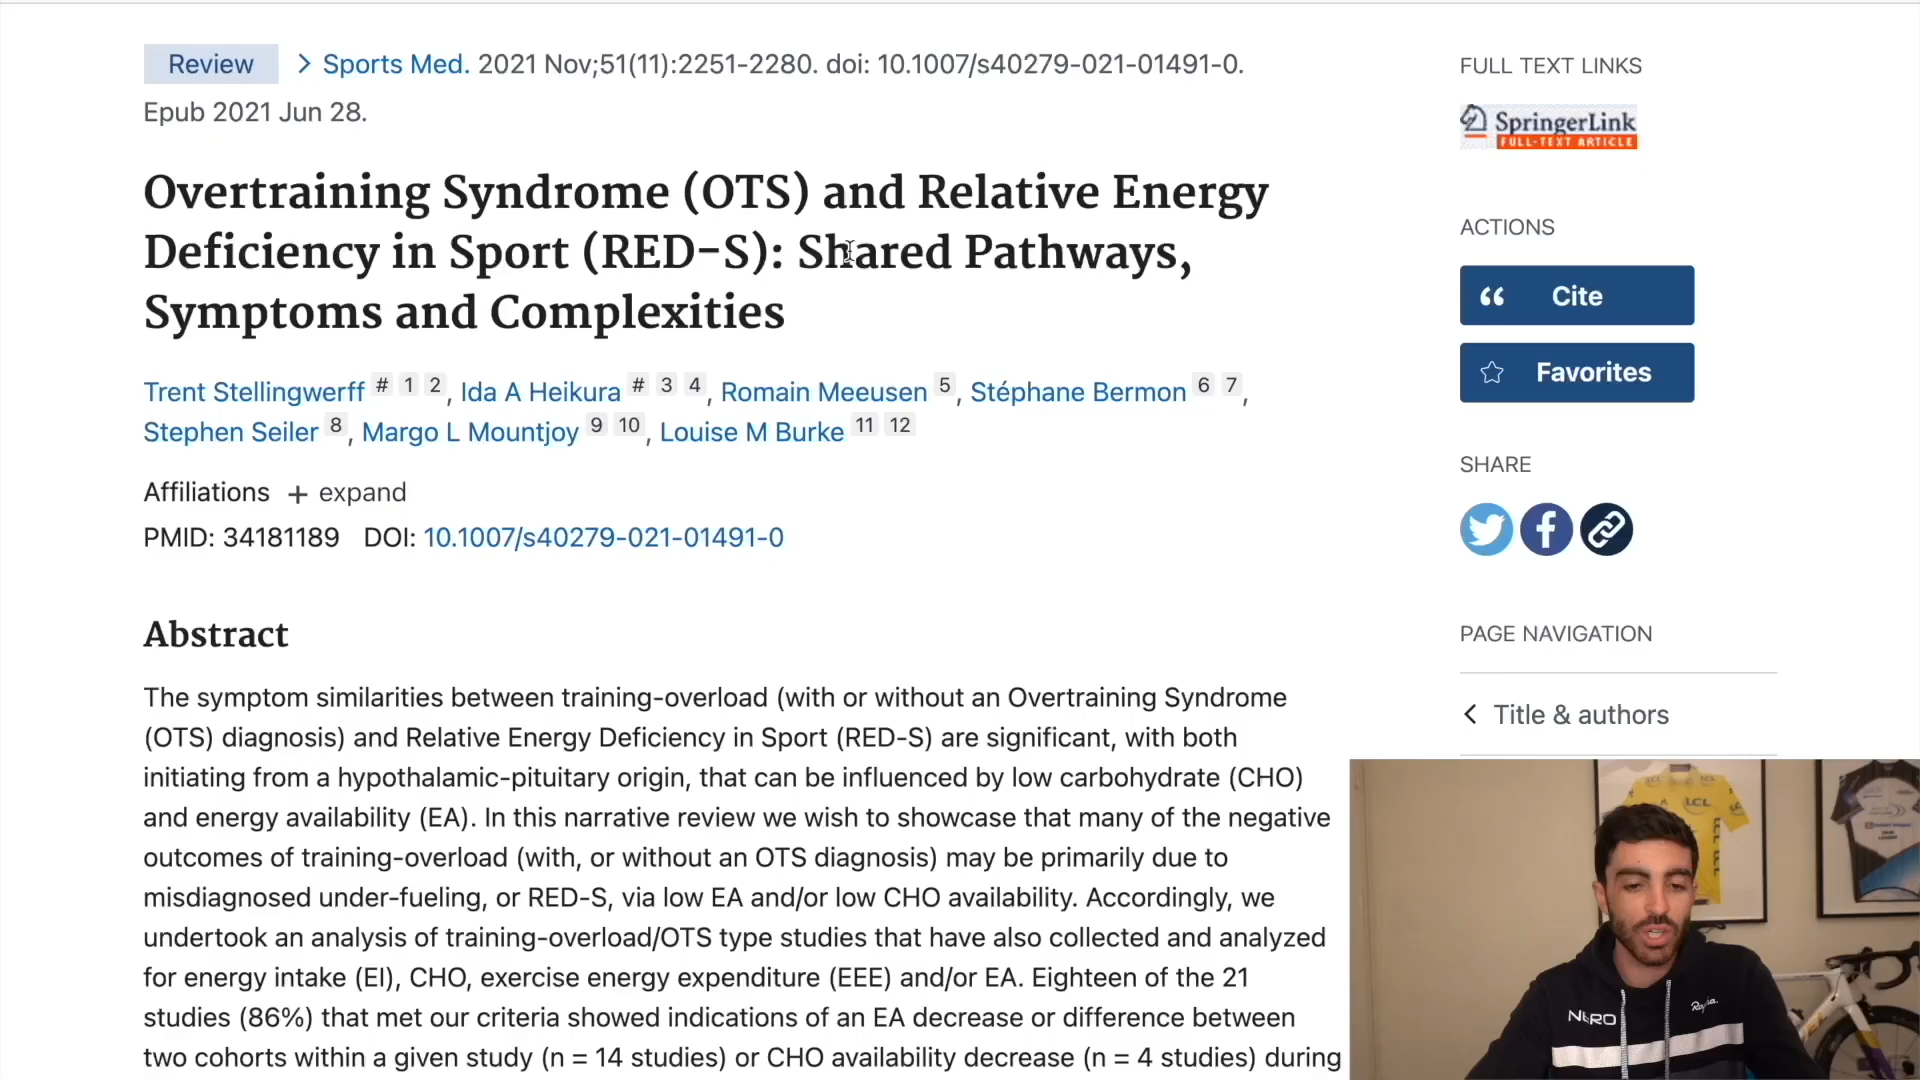 Review > Sports Med. 2021 Nov;51(11):2251-2280. doi: 10.1007/s40279-021-01491-0.
Epub 2021 Jun 28.
Overtraining Syndrome (OTS) and Relative Energy
Deficiency in Sport (RED-S): Shared Pathways,
Symptoms and Complexities
Trent Stellingwerff # 1 2, Ida A Heikura # 3 4, Romain Meeusen 5, Stéphane Bermon 6 7,
Stephen Seiler 8, Margo L Mountjoy 9 10, Louise M Burke 11 12
Affiliations + expand
PMID: 34181189 DOI: 10.1007/s40279-021-01491-0
Abstract
The symptom similarities between training-overload (with or without an Overtraining Syndrome
(OTS) diagnosis) and Relative Energy Deficiency in Sport (RED-S) are significant, with both
initiating from a hypothalamic-pituitary origin, that can be influenced by low carbohydrate (CHO)
and energy availability (EA). In this narrative review we wish to showcase that many of the negative
outcomes of training-overload (with, or without an OTS diagnosis) may be primarily due to
misdiagnosed under-fueling, or RED-S, via low EA and/or low CHO availability. Accordingly, we
undertook an analysis of training-overload/OTS type studies that have also collected and analyzed
for energy intake (EI), CHO, exercise energy expenditure (EEE) and/or EA. Eighteen of the 21
studies (86%) that met our criteria showed indications of an EA decrease or difference between
two cohorts within a given study (n = 14 studies) or CHO availability decrease (n = 4 studies) during
FULL TEXT LINKS
SpringerLink
FULL-TEXT ARTICLE
ACTIONS
Cite
Favorites
SHARE
PAGE NAVIGATION
Title & authors
LCL
LCL
LCL
LCL
NERO
Rapha.